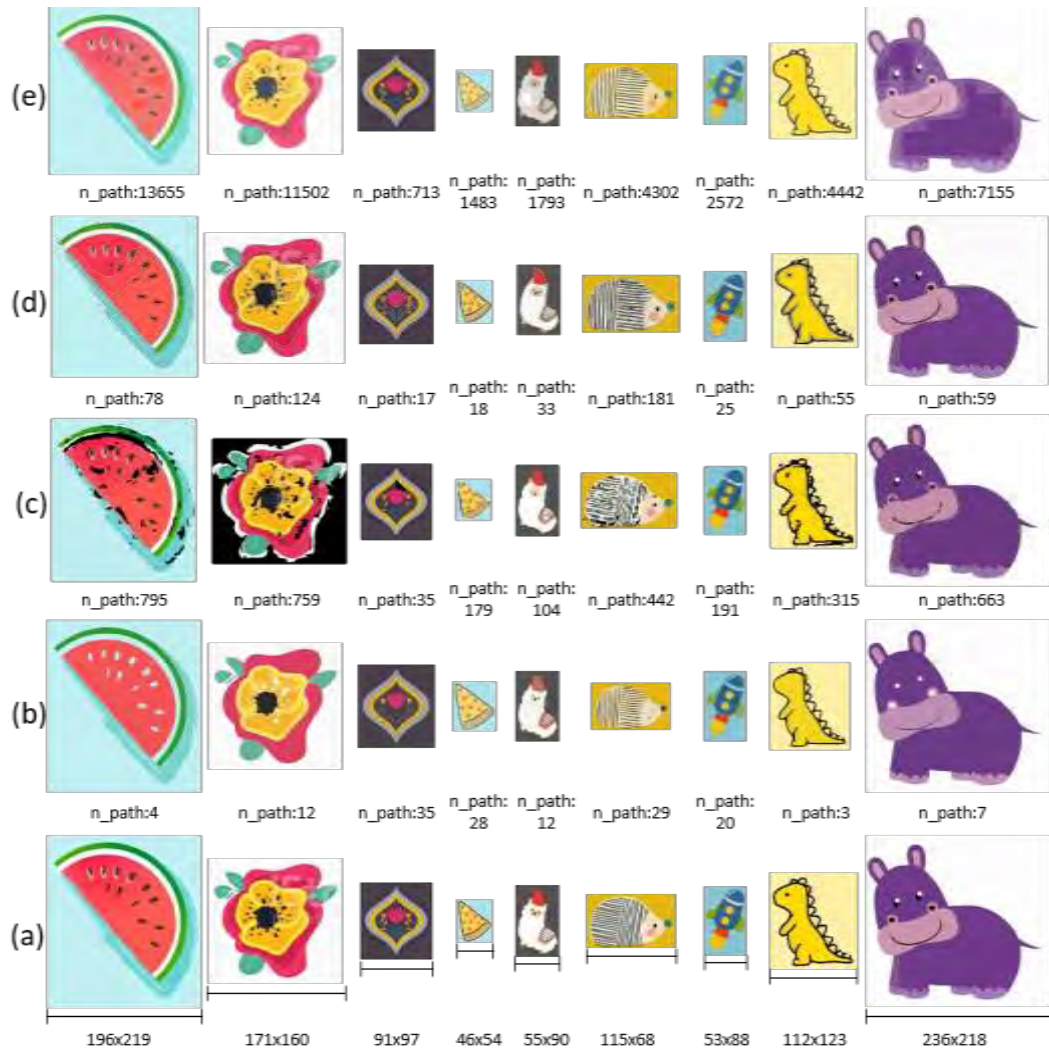 (e)
n_path:13655 n_path:11502 n_path:713 n_path: n_path: n_path:4302 n_path: n_path:4442 n_path:7155
1483 1793 2572
(d)
n_path:78 n_path:124 n_path:17 n_path: n_path: n_path:181 n_path: n_path:55 n_path:59
18 33 25
(c)
n_path:795 n_path:759 n_path:35 n_path: n_path: n_path:442 n_path: n_path:315 n_path:663
179 104 191
(b)
n_path:4 n_path:12 n_path:35 n_path: n_path: n_path:29 n_path: n_path:3 n_path:7
28 12 20
(a)
196x219 171x160 91x97 46x54 55x90 115x68 53x88 112x123 236x218